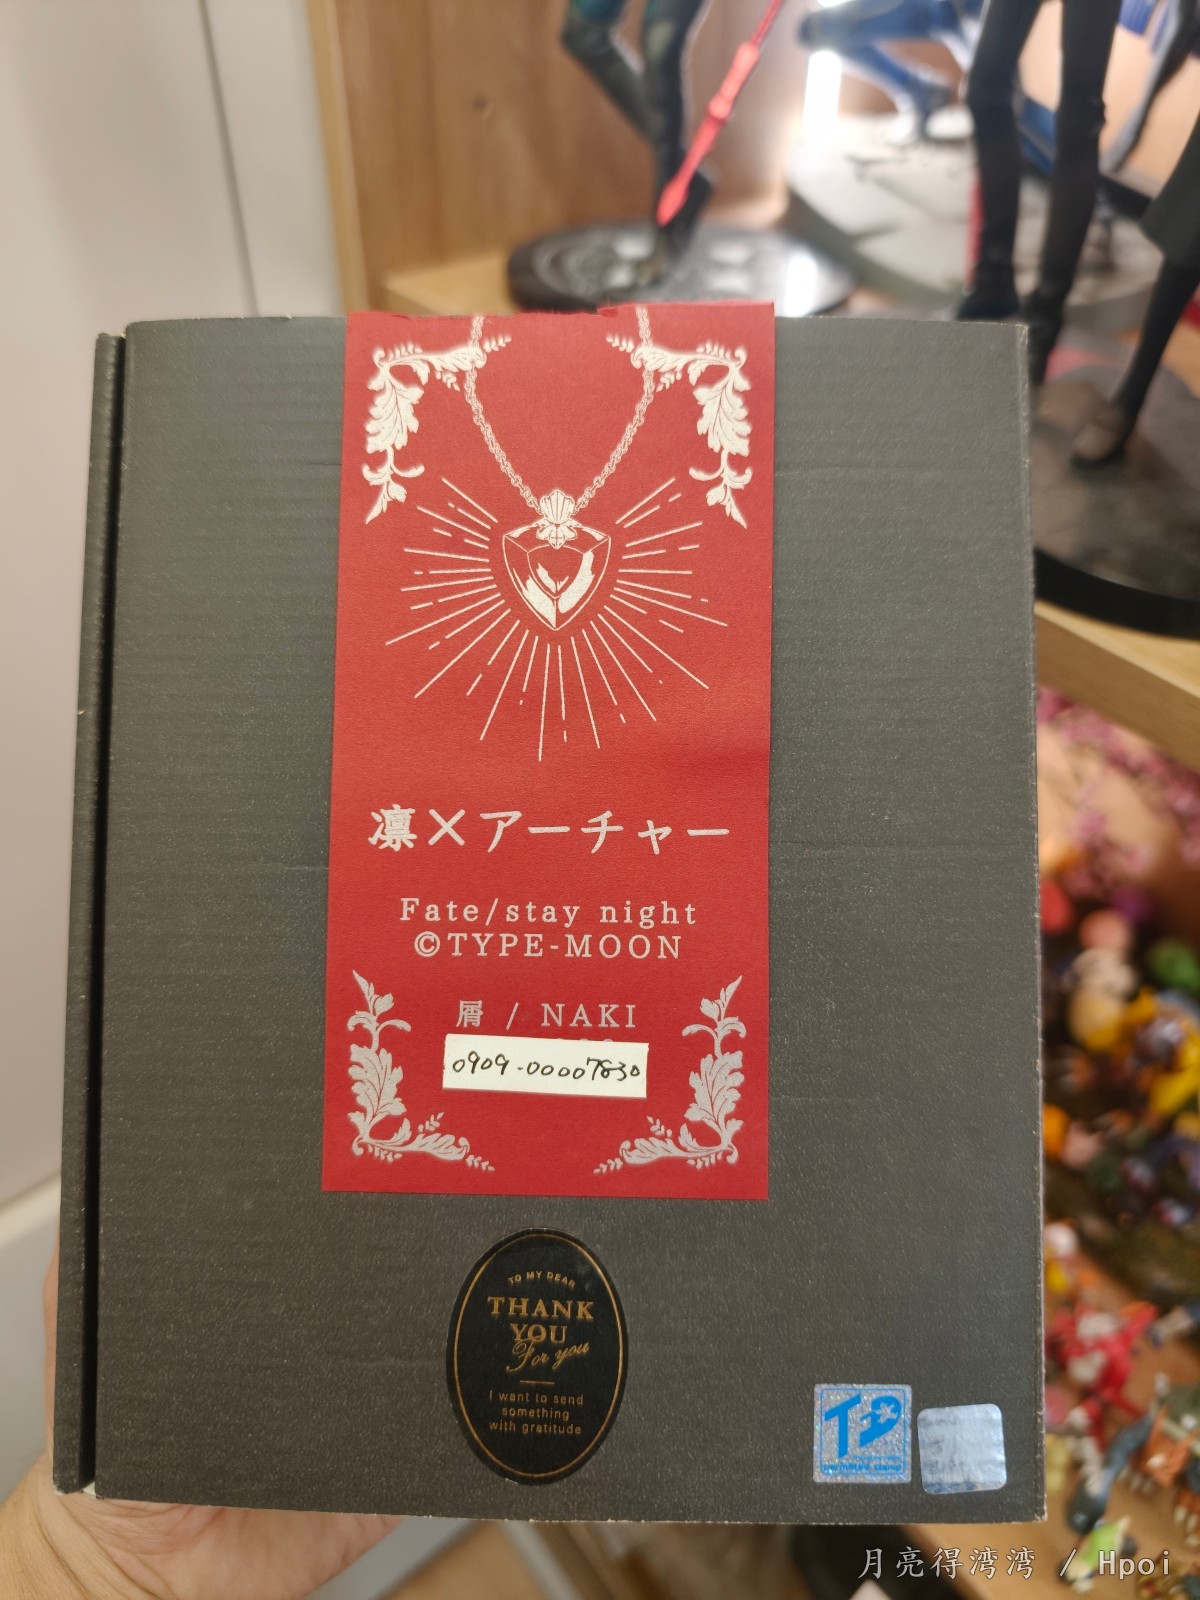 凛×アーチャー
Fate/stay night
©TYPE-MOON
屑 / NAKI
0909-00007830
TO MY DEAR
THANK
YOU
For you
I want to send
something
with gratitude
月亮得湾湾 / Hpoi